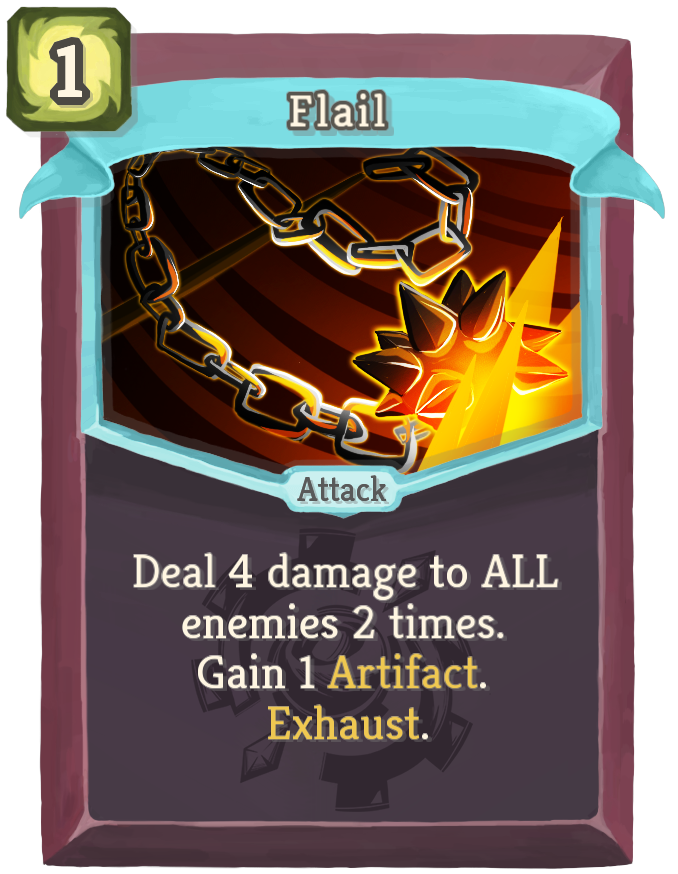 1
Flail
Attack
Deal 4 damage to ALL
enemies 2 times.
Gain 1 Artifact.
Exhaust.